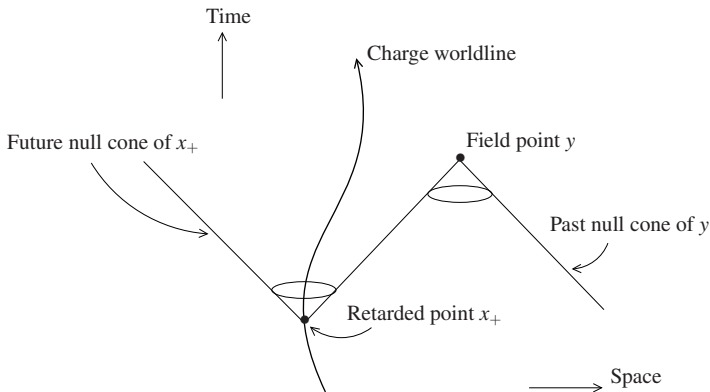 Time
Charge worldline
Future null cone of x₊
Field point y
Past null cone of y
Retarded point x₊
Space